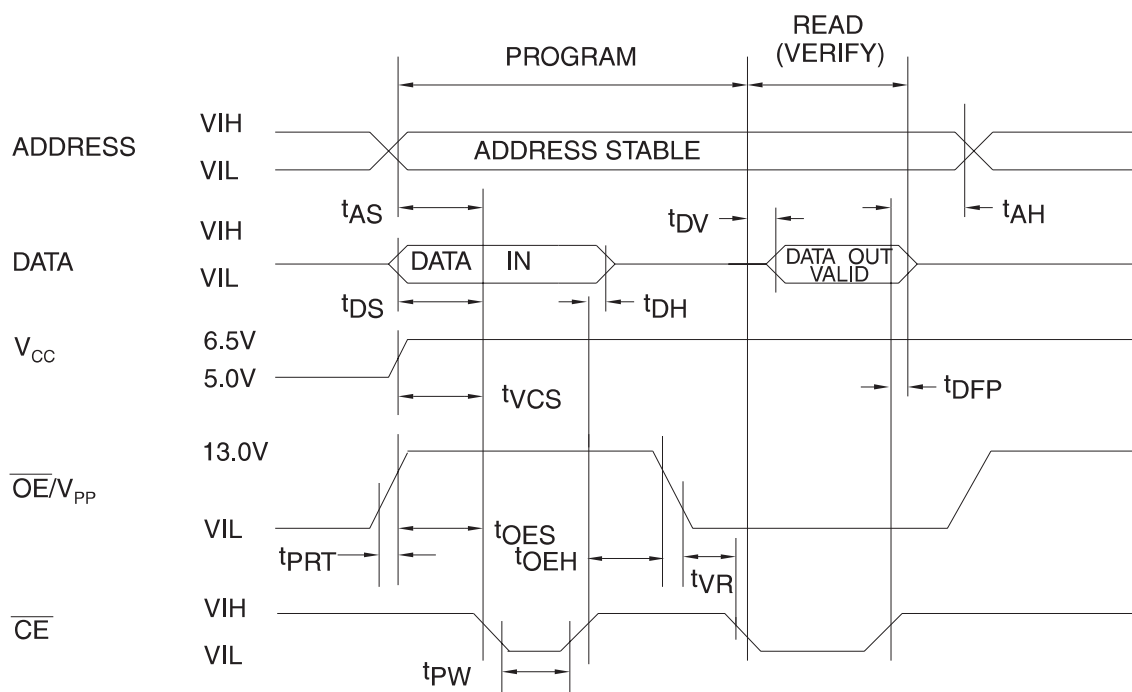 READ
(VERIFY)
PROGRAM
ADDRESS
VIH
VIL
ADDRESS STABLE
tAS
tDV
tAH
DATA
VIH
VIL
DATA IN
DATA OUT
VALID
tDS
tDH
VCC
6.5V
5.0V
tVCS
tDFP
OE/VPP
13.0V
VIL
tPRT
tOES
tOEH
tVR
CE
VIH
VIL
tPW